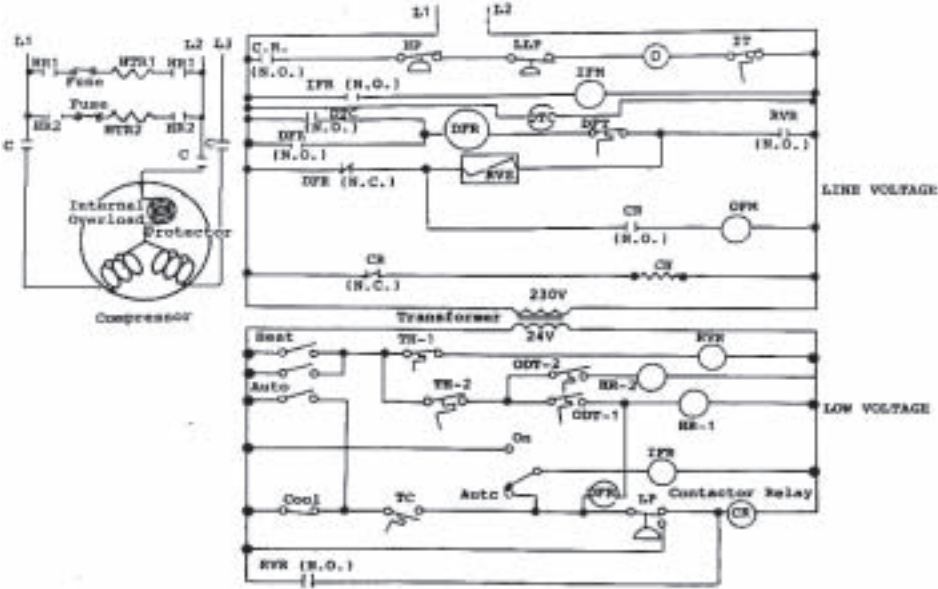 L1 L2
L1 L2 L3
HR1 HTR1 HR1
Fuse
Fuse
HR2 HTR2 HR2
C C C
Internal
Overload
Protector
Compressor
C.R. HP LLP D IT
(N.O.)
IFR (N.O.) IFM
DTC
(N.O.) DFR DFT RVR
DFR
(N.O.) (N.O.)
DFR (N.C.) RVS
LINE VOLTAGE
CR OFM
(N.O.)
CR CH
(N.C.)
230V
Transformer
24V
Heat TH-1 RVR
ODT-2
HR-2
Auto TH-2
ODT-1 HR-1
LOW VOLTAGE
On
IFR
Auto DFR LP Contactor Relay
Cool TC CR
RVR (N.O.)